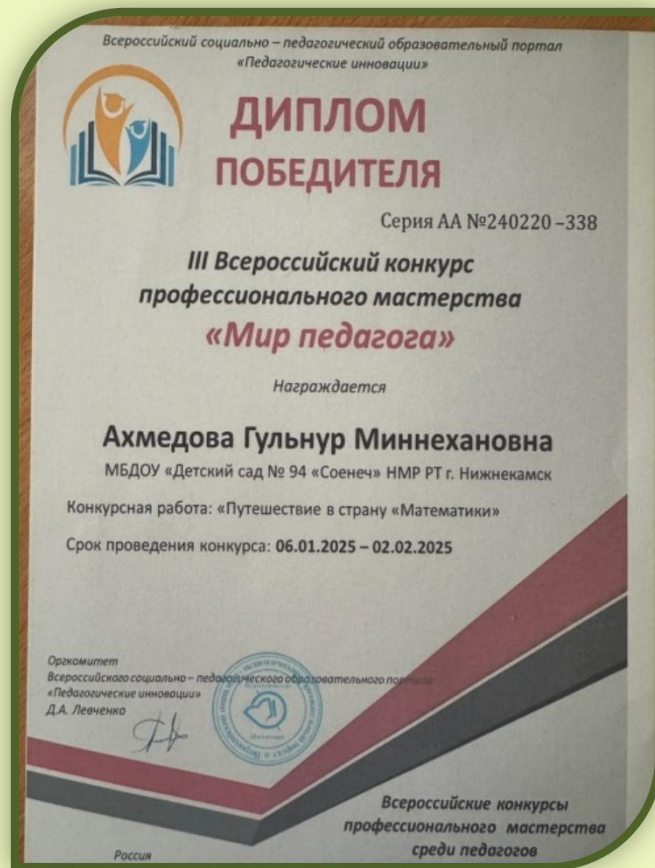 Всероссийский социально – педагогический образовательный портал
«Педагогические инновации»
ДИПЛОМ
ПОБЕДИТЕЛЯ
Серия АА №240220 –338
III Всероссийский конкурс
профессионального мастерства
«Мир педагога»
Награждается
Ахмедова Гульнур Миннехановна
МБДОУ «Детский сад № 94 «Соенеч» НМР РТ г. Нижнекамск
Конкурсная работа: «Путешествие в страну «Математики»
Срок проведения конкурса: 06.01.2025 – 02.02.2025
Оргкомитет
Всероссийского социально – педагогического образовательного портала
«Педагогические инновации»
Д.А. Левченко
Всероссийские конкурсы
профессионального мастерства
среди педагогов
Россия